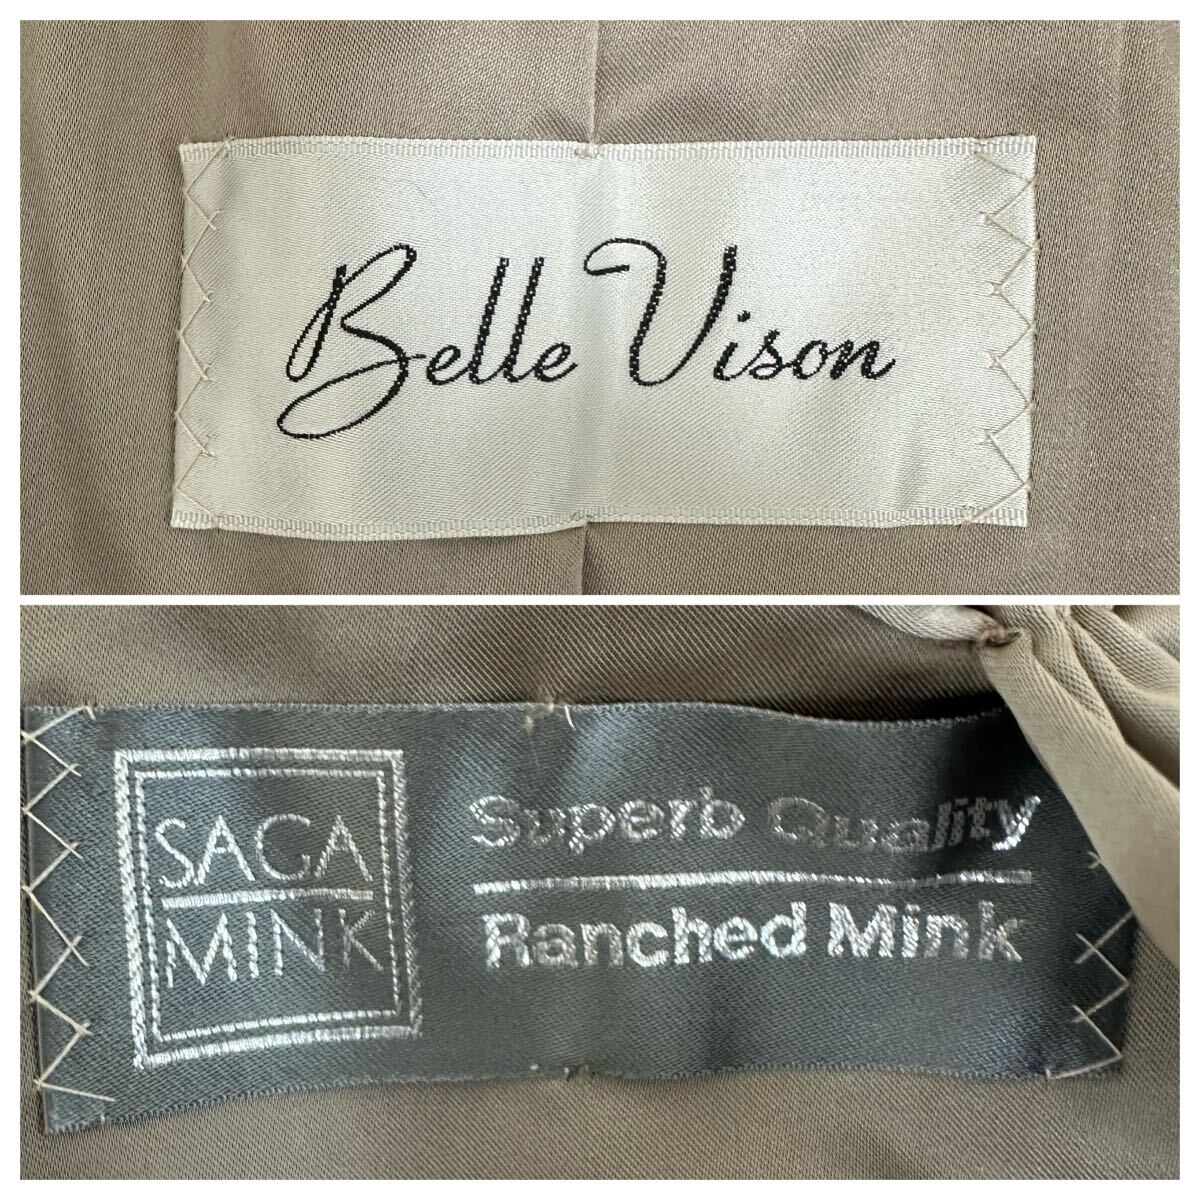 Belle Vison
SAGA
MINK
Superb Quality
Ranched Mink